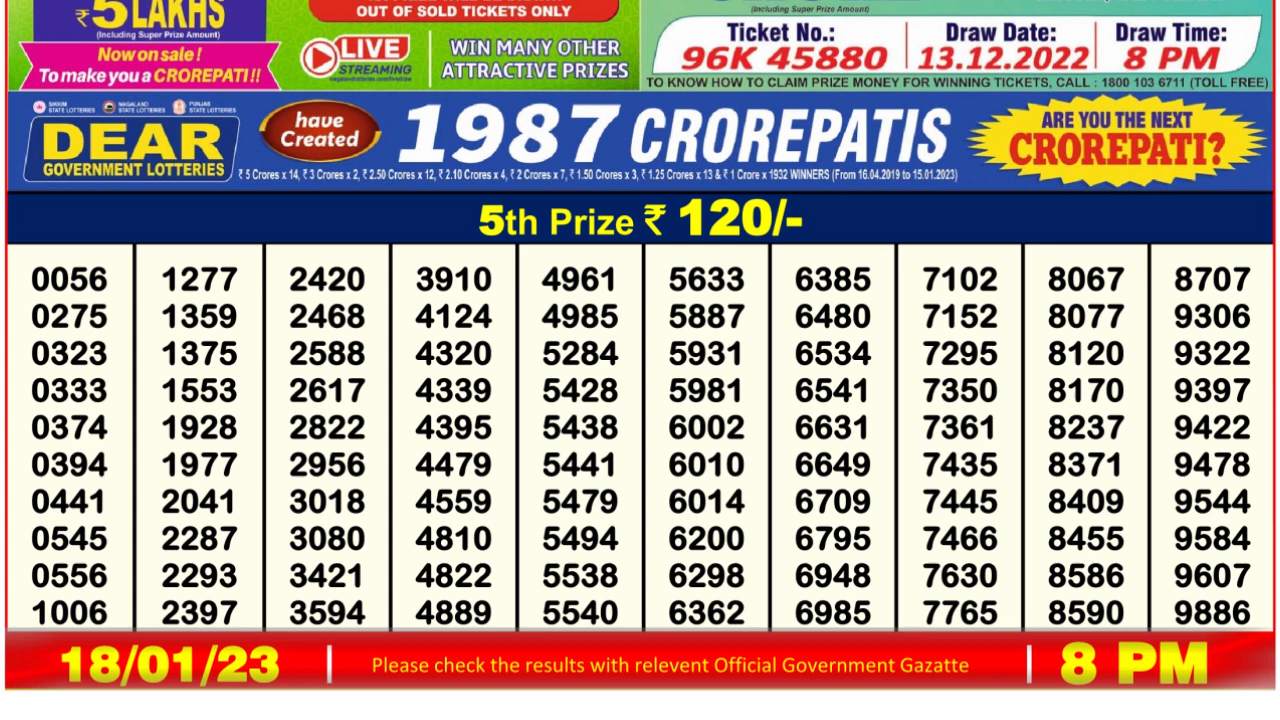 ₹5 LAKHS
(Including Super Prize Amount)
Now on sale !
To make you a CROREPATI !!
OUT OF SOLD TICKETS ONLY
LIVE
STREAMING
WIN MANY OTHER
ATTRACTIVE PRIZES
(Including Super Prize Amount)
Ticket No.: Draw Date: Draw Time:
96K 45880 13.12.2022 8 PM
TO KNOW HOW TO CLAIM PRIZE MONEY FOR WINNING TICKETS, CALL : 1800 103 6711 (TOLL FREE)
SIKKIM STATE LOTTERIES NAGALAND STATE LOTTERIES PUNJAB STATE LOTTERIES
DEAR
GOVERNMENT LOTTERIES
have
Created
1987 CROREPATIS
₹ 5 Crores x 14, ₹ 3 Crores x 2, ₹ 2.50 Crores x 12, ₹ 2.10 Crores x 4, ₹ 2 Crores x 7, ₹ 1.50 Crores x 3, ₹ 1.25 Crores x 13 & ₹ 1 Crore x 1932 WINNERS (From 16.04.2019 to 15.01.2023)
ARE YOU THE NEXT
CROREPATI?
5th Prize ₹ 120/-
0056 1277 2420 3910 4961 5633 6385 7102 8067 8707
0275 1359 2468 4124 4985 5887 6480 7152 8077 9306
0323 1375 2588 4320 5284 5931 6534 7295 8120 9322
0333 1553 2617 4339 5428 5981 6541 7350 8170 9397
0374 1928 2822 4395 5438 6002 6631 7361 8237 9422
0394 1977 2956 4479 5441 6010 6649 7435 8371 9478
0441 2041 3018 4559 5479 6014 6709 7445 8409 9544
0545 2287 3080 4810 5494 6200 6795 7466 8455 9584
0556 2293 3421 4822 5538 6298 6948 7630 8586 9607
1006 2397 3594 4889 5540 6362 6985 7765 8590 9886
18/01/23 Please check the results with relevent Official Government Gazatte 8 PM